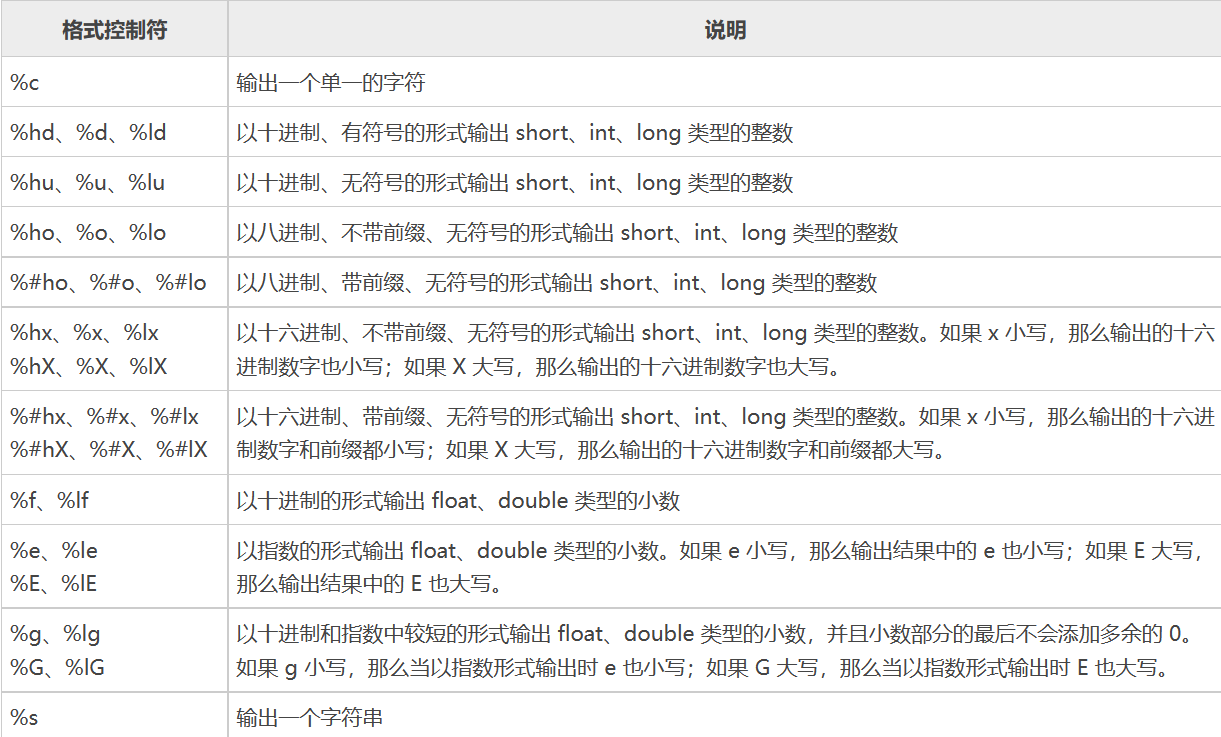 格式控制符 说明
%c 输出一个单一的字符
%hd、%d、%ld 以十进制、有符号的形式输出 short、int、long 类型的整数
%hu、%u、%lu 以十进制、无符号的形式输出 short、int、long 类型的整数
%ho、%o、%lo 以八进制、不带前缀、无符号的形式输出 short、int、long 类型的整数
%#ho、%#o、%#lo 以八进制、带前缀、无符号的形式输出 short、int、long 类型的整数
%hx、%x、%lx 以十六进制、不带前缀、无符号的形式输出 short、int、long 类型的整数。如果 x 小写，那么输出的十六
%hX、%X、%lX 进制数字也小写；如果 X 大写，那么输出的十六进制数字也大写。
%#hx、%#x、%#lx 以十六进制、带前缀、无符号的形式输出 short、int、long 类型的整数。如果 x 小写，那么输出的十六进
%#hX、%#X、%#lX 制数字和前缀都小写；如果 X 大写，那么输出的十六进制数字和前缀都大写。
%f、%lf 以十进制的形式输出 float、double 类型的小数
%e、%le 以指数的形式输出 float、double 类型的小数。如果 e 小写，那么输出结果中的 e 也小写；如果 E 大写，
%E、%lE 那么输出结果中的 E 也大写。
%g、%lg 以十进制和指数中较短的形式输出 float、double 类型的小数，并且小数部分的最后不会添加多余的 0。
%G、%lG 如果 g 小写，那么当以指数形式输出时 e 也小写；如果 G 大写，那么当以指数形式输出时 E 也大写。
%s 输出一个字符串